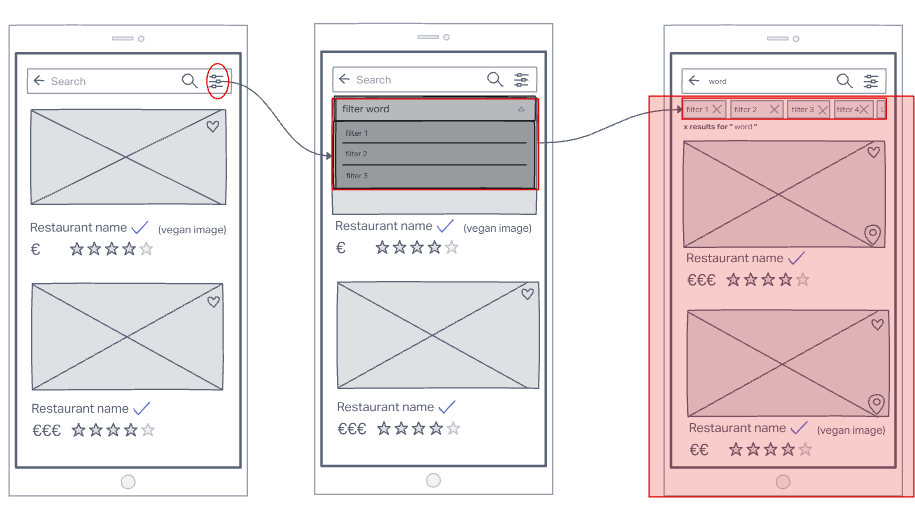 Search
Restaurant name
(vegan image)
€
Restaurant name
€€€
Search
filter word
filter 1
filter 2
filter 3
Restaurant name
(vegan image)
€
Restaurant name
€€€
word
filter 1
filter 2
filter 3
filter 4
x results for " word "
Restaurant name
€€€
Restaurant name
(vegan image)
€€